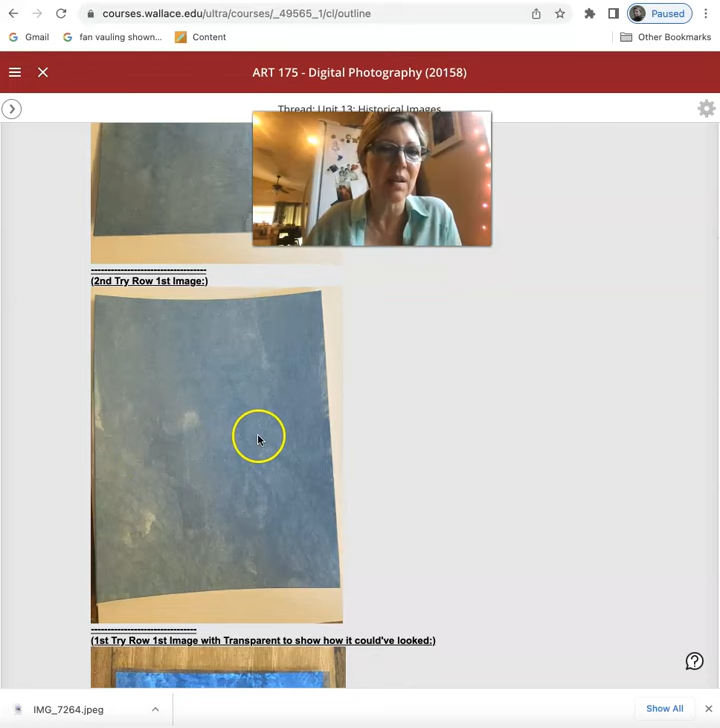 courses.wallace.edu/ultra/courses/_49565_1/cl/outline
Paused
Gmail
fan vauling shown...
Content
Other Bookmarks
ART 175 - Digital Photography (20158)
Thread: Unit 13: Historical Images
-----------------------------------
(2nd Try Row 1st Image:)
--------------------------------
(1st Try Row 1st Image with Transparent to show how it could've looked:)
IMG_7264.jpeg
Show All